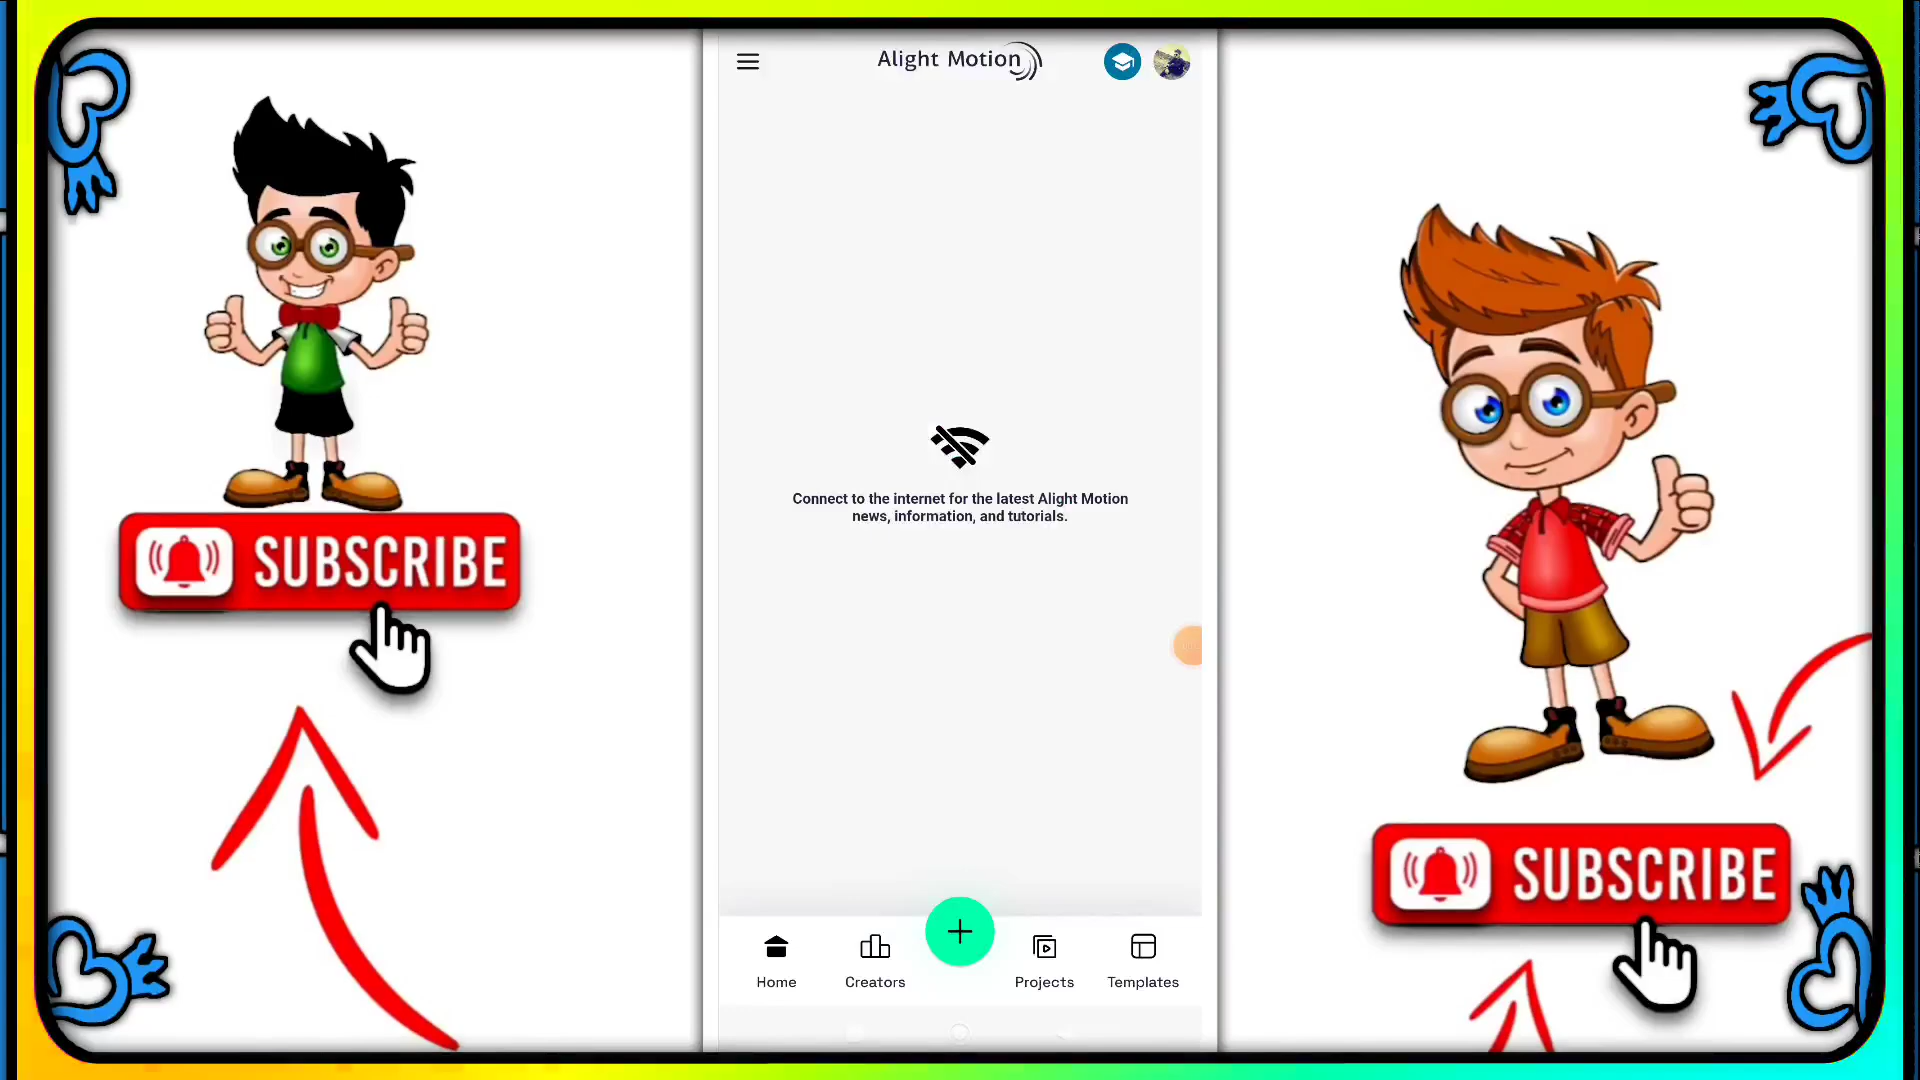 Alight Motion
SUBSCRIBE
Connect to the internet for the latest Alight Motion
news, information, and tutorials.
SUBSCRIBE
Home
Creators
Projects
Templates